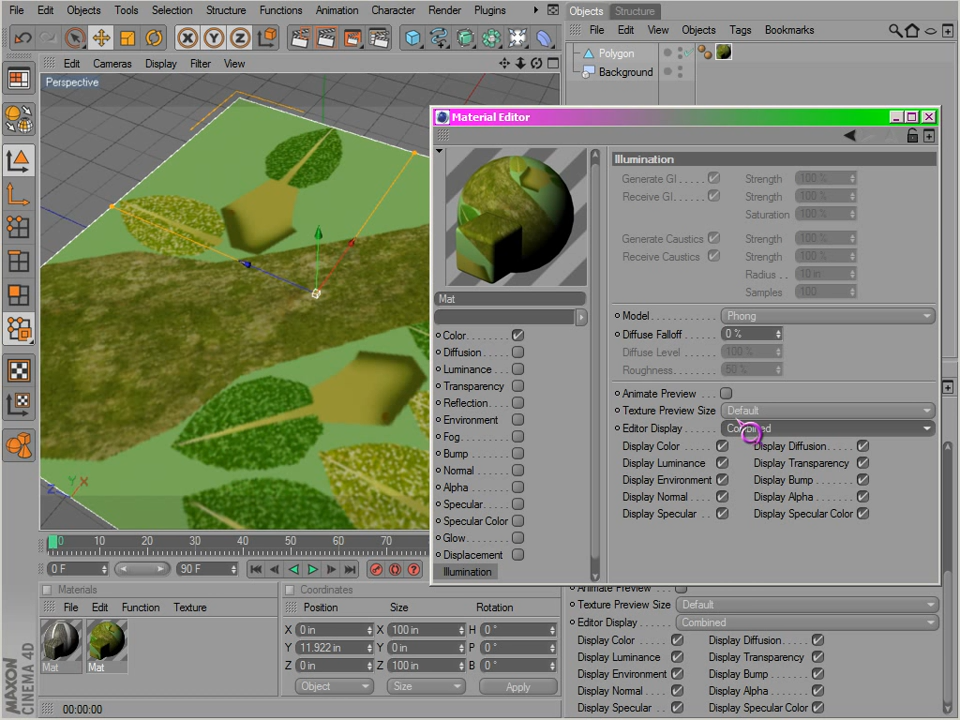 File Edit Objects Tools Selection Structure Functions Animation Character Render Plugins
Objects Structure
File Edit View Objects Tags Bookmarks
Polygon
Background
Edit Cameras Display Filter View
Perspective
Material Editor
Mat
Color
Diffusion
Luminance
Transparency
Reflection
Environment
Fog
Bump
Normal
Alpha
Specular
Specular Color
Glow
Displacement
Illumination
Illumination
Generate GI Strength 100 %
Receive GI Strength 100 %
Saturation 100 %
Generate Caustics Strength 100 %
Receive Caustics Strength 100 %
Radius 10 in
Samples 100
Model Phong
Diffuse Falloff 0 %
Diffuse Level 100 %
Roughness 50 %
Animate Preview
Texture Preview Size Default
Editor Display Combined
Display Color Display Diffusion
Display Luminance Display Transparency
Display Environment Display Bump
Display Normal Display Alpha
Display Specular Display Specular Color
Z Y X
0 10 20 30 40 50 60 70
0 F 90 F
Materials
File Edit Function Texture
Mat Mat
Coordinates
Position Size Rotation
X 0 in X 100 in H 0 °
Y 11.922 in Y 0 in P 0 °
Z 0 in Z 100 in B 0 °
Object Size Apply
Animate Preview
Texture Preview Size Default
Editor Display Combined
Display Color Display Diffusion
Display Luminance Display Transparency
Display Environment Display Bump
Display Normal Display Alpha
Display Specular Display Specular Color
MAXON
CINEMA 4D
00:00:00